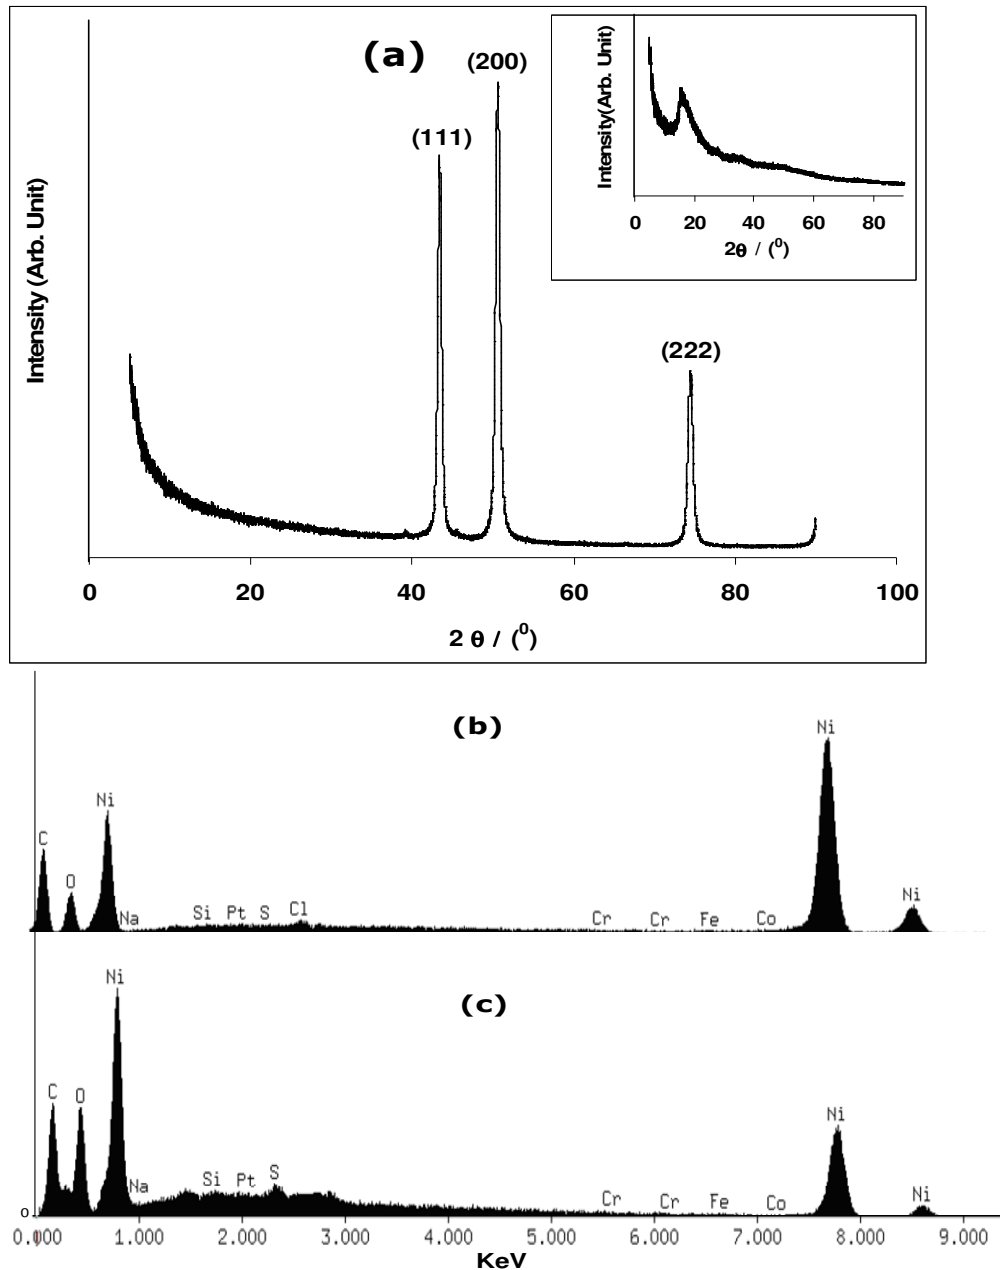 (a)
(200)
(111)
(222)
Intensity (Arb. Unit)
0 20 40 60 80 100
2 θ / (⁰)
Intensity(Arb. Unit)
0 20 40 60 80
2θ / (⁰)
(b)
Ni
Ni
C
O
Na
Si Pt S Cl
Cr Cr Fe Co
Ni
(c)
Ni
C O
Na
Si Pt S
Cr Cr Fe Co
Ni
Ni
0
0.000 1.000 2.000 3.000 4.000 5.000 6.000 7.000 8.000 9.000
KeV